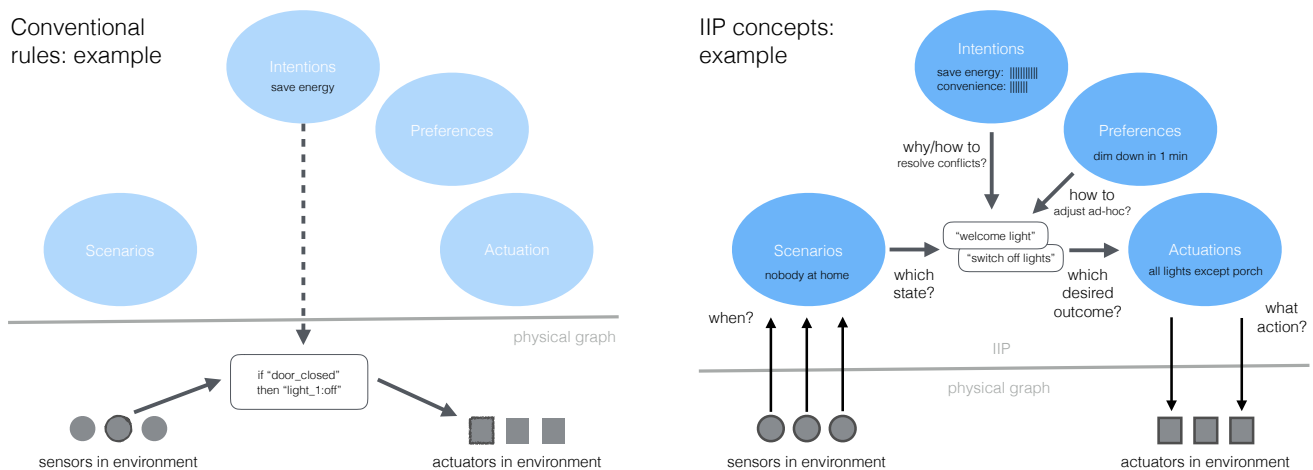 Conventional
rules: example
Intentions
save energy
Preferences
Scenarios
Actuation
physical graph
if “door_closed”
then “light_1:off”
sensors in environment
actuators in environment
IIP concepts:
example
Intentions
save energy: |||||||||||
convenience: |||||||
why/how to
resolve conflicts?
Preferences
dim down in 1 min
how to
adjust ad-hoc?
Scenarios
nobody at home
“welcome light”
“switch off lights”
Actuations
all lights except porch
which
state?
which
desired
outcome?
when?
what
action?
IIP
physical graph
sensors in environment
actuators in environment